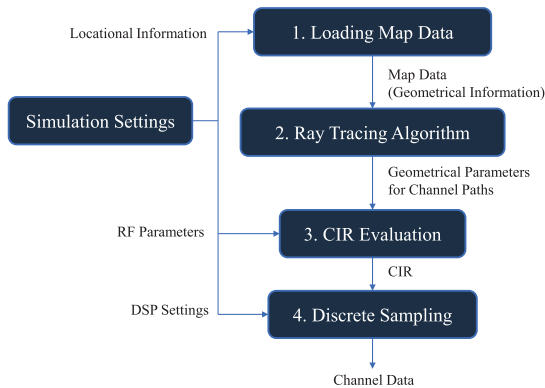 Locational Information
1. Loading Map Data
Map Data
(Geometrical Information)
Simulation Settings
2. Ray Tracing Algorithm
Geometrical Parameters
for Channel Paths
RF Parameters
3. CIR Evaluation
CIR
DSP Settings
4. Discrete Sampling
Channel Data